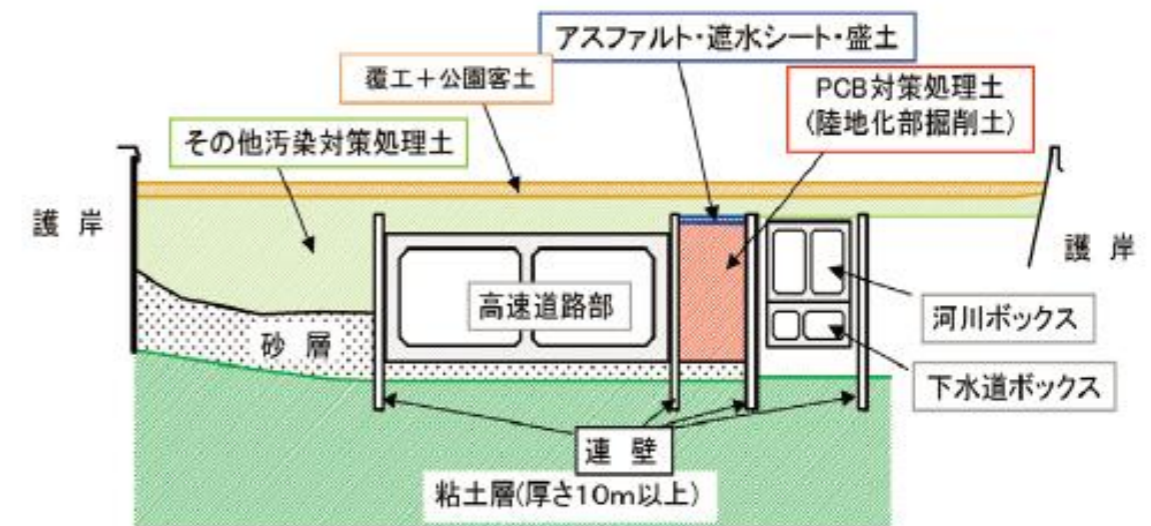 アスファルト・遮水シート・盛土
覆工＋公園客土
PCB対策処理土
(陸地化部掘削土)
その他汚染対策処理土
護 岸
護 岸
高速道路部
河川ボックス
砂 層
下水道ボックス
連 壁
粘土層(厚さ10m以上)